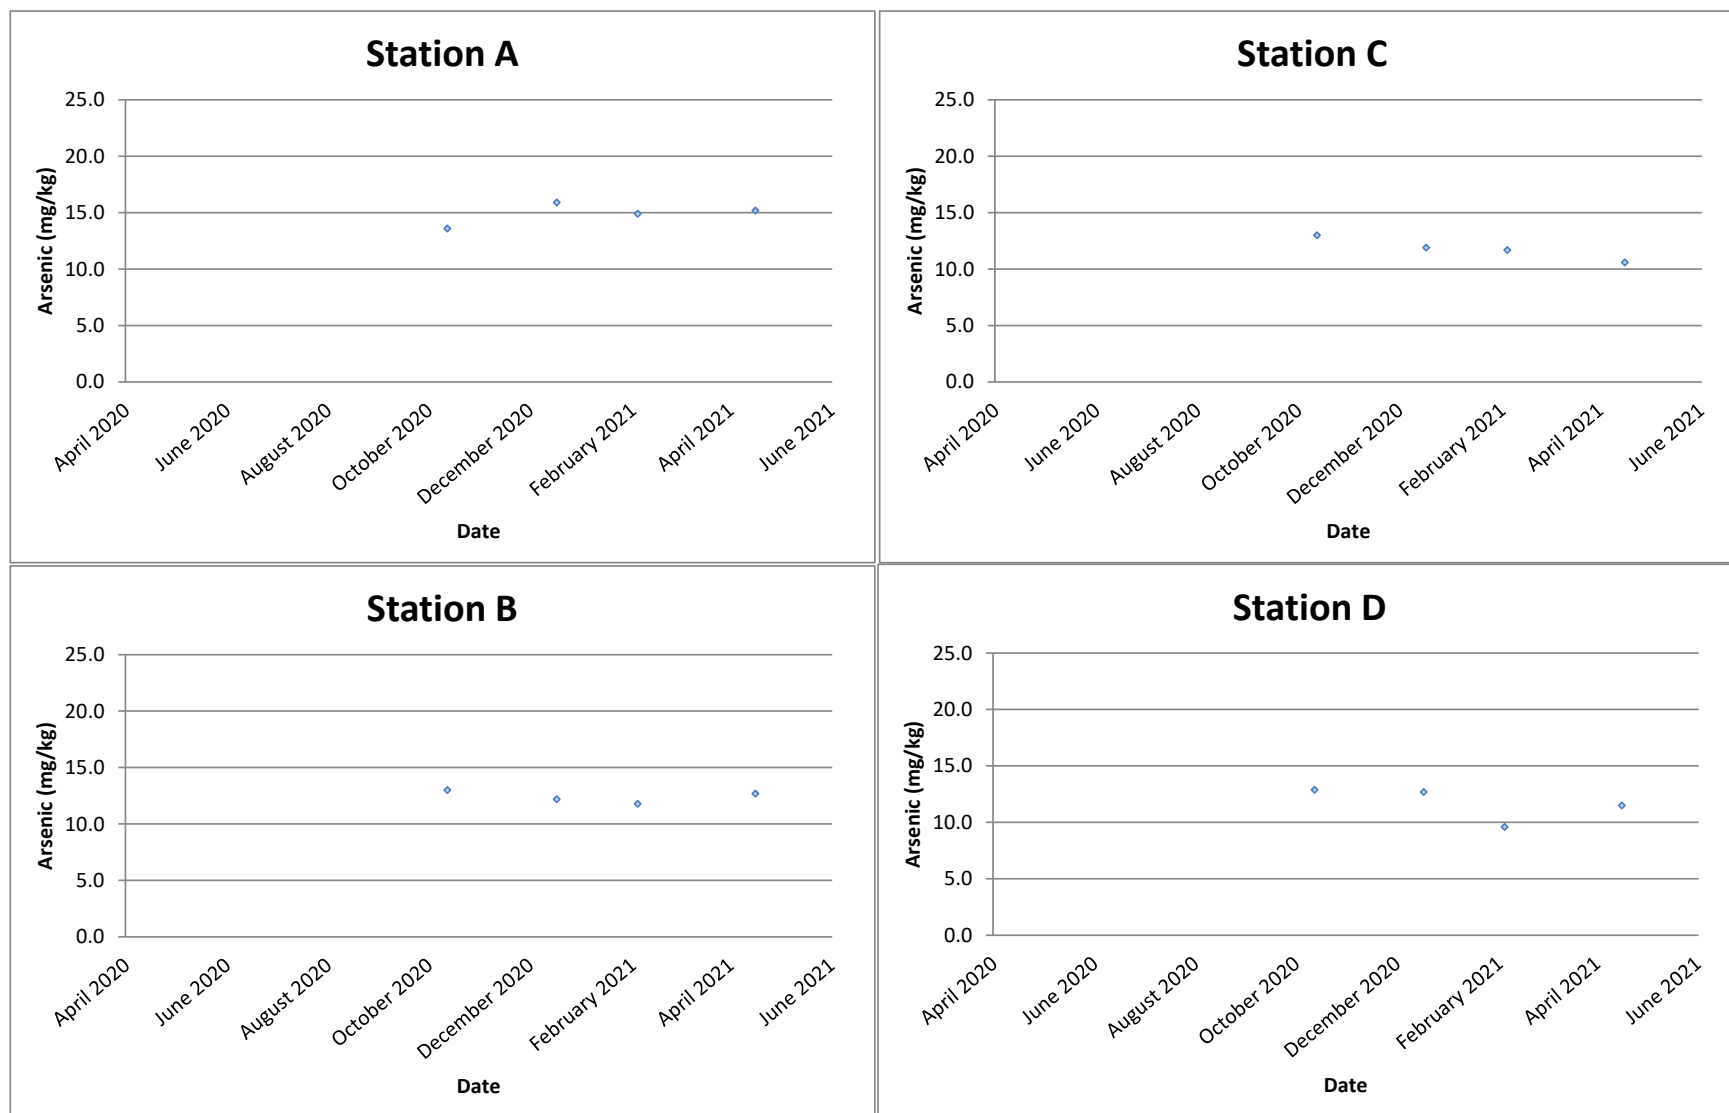 Station A
25.0
20.0
15.0
10.0
5.0
0.0
Arsenic (mg/kg)
April 2020
June 2020
August 2020
October 2020
December 2020
February 2021
April 2021
June 2021
Date
Station C
25.0
20.0
15.0
10.0
5.0
0.0
Arsenic (mg/kg)
April 2020
June 2020
August 2020
October 2020
December 2020
February 2021
April 2021
June 2021
Date
Station B
25.0
20.0
15.0
10.0
5.0
0.0
Arsenic (mg/kg)
April 2020
June 2020
August 2020
October 2020
December 2020
February 2021
April 2021
June 2021
Date
Station D
25.0
20.0
15.0
10.0
5.0
0.0
Arsenic (mg/kg)
April 2020
June 2020
August 2020
October 2020
December 2020
February 2021
April 2021
June 2021
Date